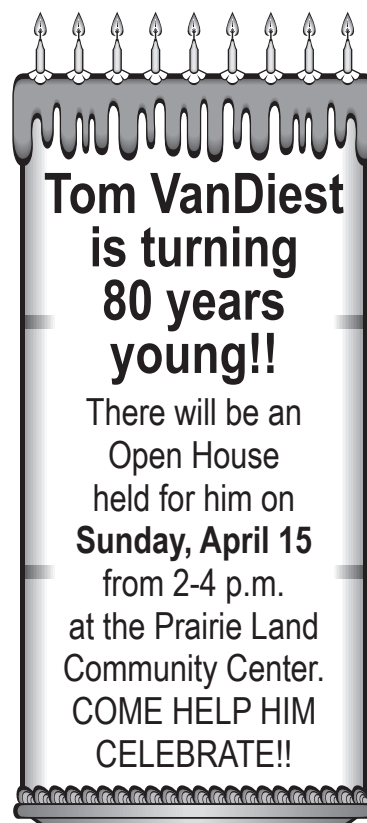 Tom VanDiest
is turning
80 years
young!!
There will be an
Open House
held for him on
Sunday, April 15
from 2-4 p.m.
at the Prairie Land
Community Center.
COME HELP HIM
CELEBRATE!!